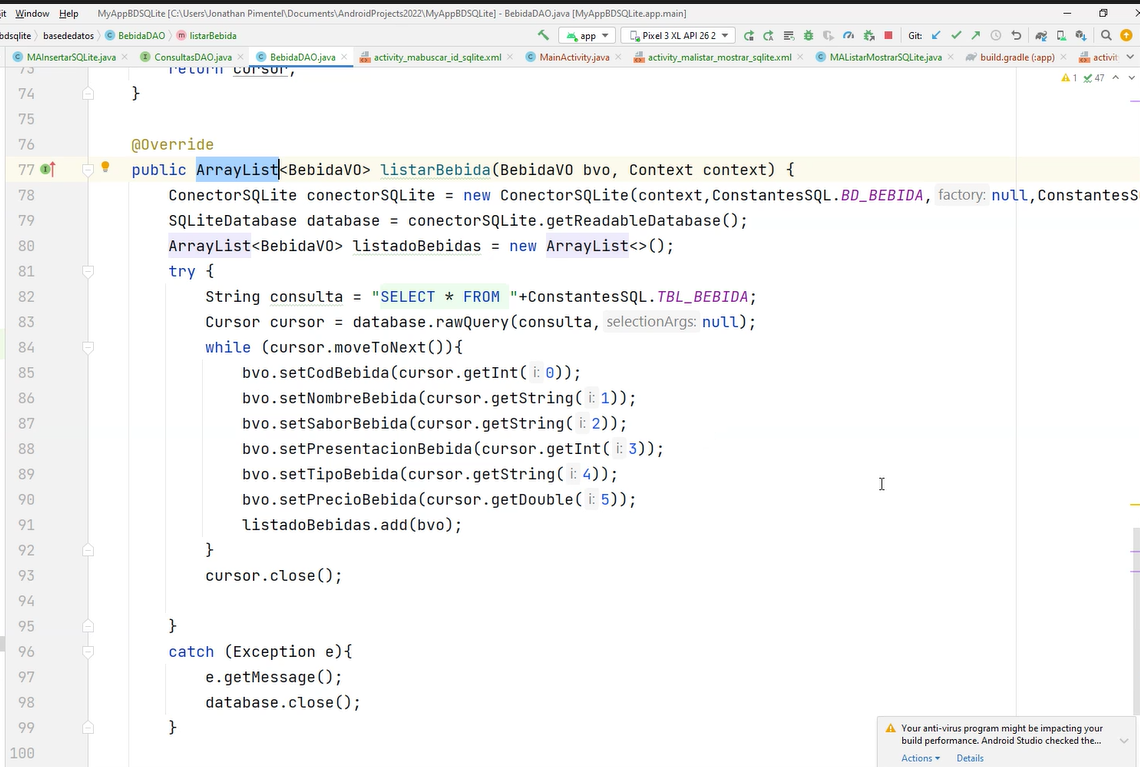 it Window Help MyAppBDSQLite [C:\Users\Jonathan Pimentel\Documents\AndroidProjects2022\MyAppBDSQLite] - BebidaDAO.java [MyAppBDSQLite.app.main]
bdsqlite basededatos BebidaDAO listarBebida app Pixel 3 XL API 26 2 Git:
MAInsertarSQLite.java ConsultasDAO.java BebidaDAO.java activity_mabuscar_id_sqlite.xml MainActivity.java activity_malistar_mostrar_sqlite.xml MAListarMostrarSQLite.java build.gradle (:app) activit
73 return cursor; 1 47
74 }
75
76 @Override
77 public ArrayList<BebidaVO> listarBebida(BebidaVO bvo, Context context) {
78 ConectorSQLite conectorSQLite = new ConectorSQLite(context,ConstantesSQL.BD_BEBIDA, factory: null,ConstantesS
79 SQLiteDatabase database = conectorSQLite.getReadableDatabase();
80 ArrayList<BebidaVO> listadoBebidas = new ArrayList<>();
81 try {
82 String consulta = "SELECT * FROM "+ConstantesSQL.TBL_BEBIDA;
83 Cursor cursor = database.rawQuery(consulta, selectionArgs: null);
84 while (cursor.moveToNext()){
85 bvo.setCodBebida(cursor.getInt( i: 0));
86 bvo.setNombreBebida(cursor.getString( i: 1));
87 bvo.setSaborBebida(cursor.getString( i: 2));
88 bvo.setPresentacionBebida(cursor.getInt( i: 3));
89 bvo.setTipoBebida(cursor.getString( i: 4));
90 bvo.setPrecioBebida(cursor.getDouble( i: 5));
91 listadoBebidas.add(bvo);
92 }
93 cursor.close();
94
95 }
96 catch (Exception e){
97 e.getMessage();
98 database.close();
99 }
100
Your anti-virus program might be impacting your
build performance. Android Studio checked the...
Actions Details